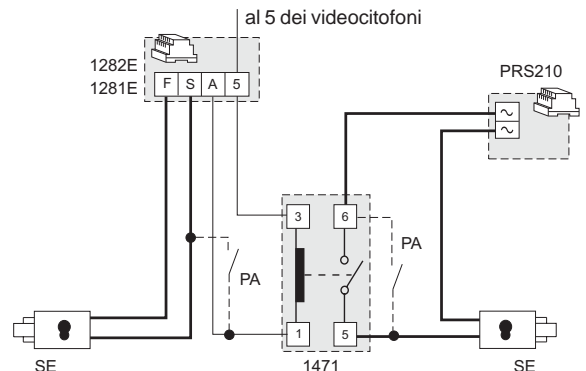 al 5 dei videocitofoni
1282E
1281E
F S A 5
PRS210
~
~
3 6
PA
PA
1 5
SE
1471
SE